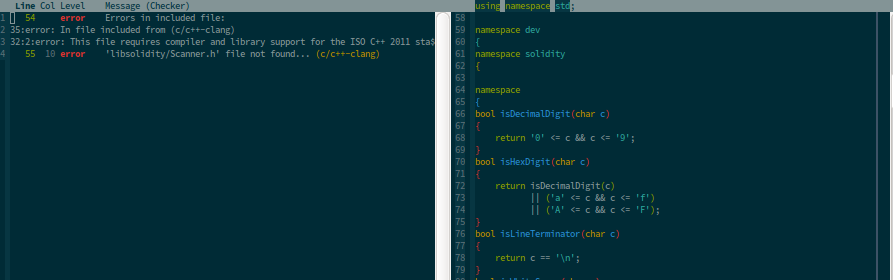 Line Col Level Message (Checker)
1 54 error Errors in included file:
2 35:error: In file included from (c/c++-clang)
3 32:2:error: This file requires compiler and library support for the ISO C++ 2011 sta$
4 55 10 error 'libsolidity/Scanner.h' file not found... (c/c++-clang)
using namespace std;
58
59 namespace dev
60 {
61 namespace solidity
62 {
63
64 namespace
65 {
66 bool isDecimalDigit(char c)
67 {
68 return '0' <= c && c <= '9';
69 }
70 bool isHexDigit(char c)
71 {
72 return isDecimalDigit(c)
73 || ('a' <= c && c <= 'f')
74 || ('A' <= c && c <= 'F');
75 }
76 bool isLineTerminator(char c)
77 {
78 return c == '\n';
79 }